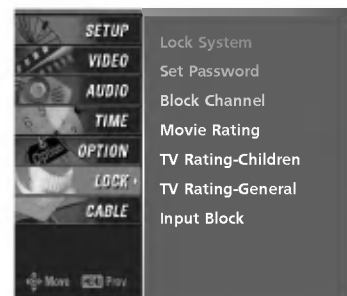 SETUP
VIDEO
AUDIO
TIME
OPTION
LOCK
CABLE
Move MENU Prev
Lock System
Set Password
Block Channel
Movie Rating
TV Rating-Children
TV Rating-General
Input Block